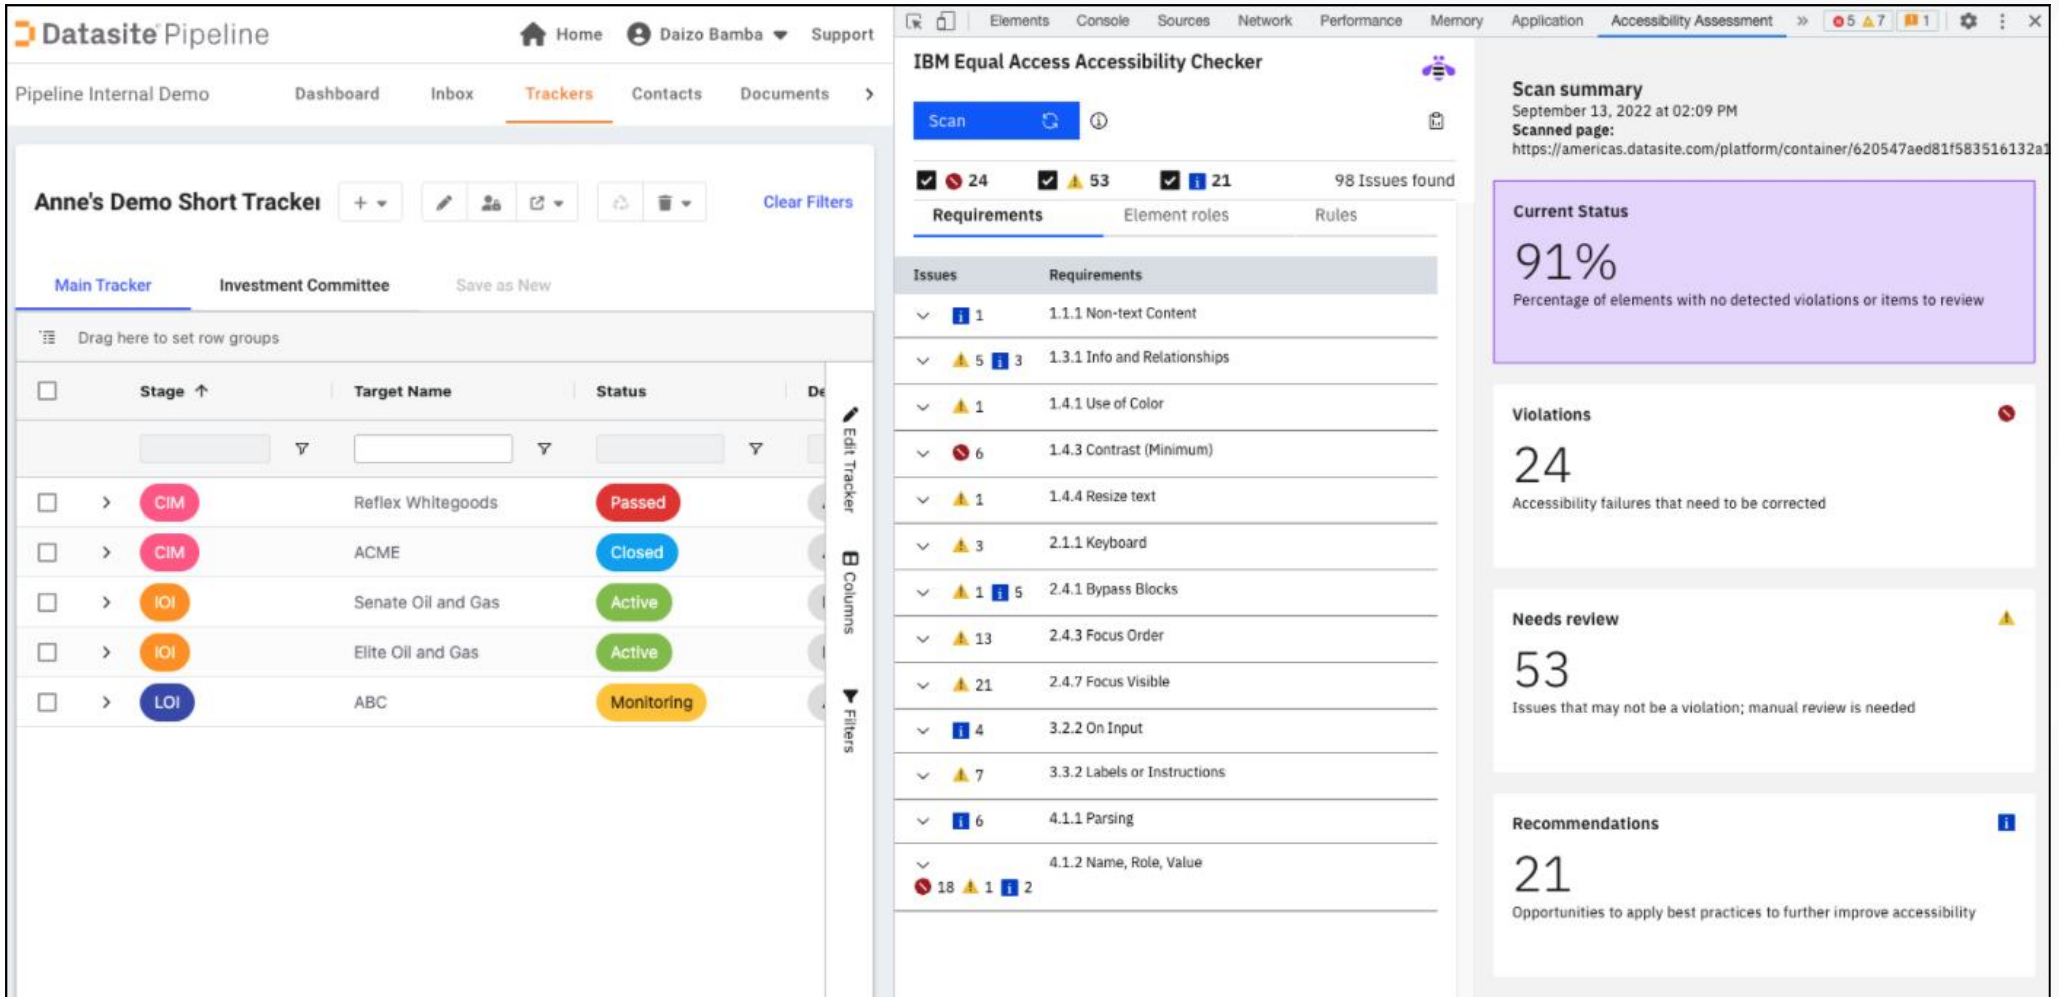 Datasite Pipeline
Home Daizo Bamba Support
Pipeline Internal Demo Dashboard Inbox Trackers Contacts Documents
Anne's Demo Short Tracker
Clear Filters
Main Tracker Investment Committee Save as New
Drag here to set row groups
Stage Target Name Status De
CIM Reflex Whitegoods Passed
CIM ACME Closed
IOI Senate Oil and Gas Active
IOI Elite Oil and Gas Active
LOI ABC Monitoring
Edit Tracker
Columns
Filters
Elements Console Sources Network Performance Memory Application Accessibility Assessment » 5 7 1
IBM Equal Access Accessibility Checker
Scan
24 53 21 98 Issues found
Requirements Element roles Rules
Issues Requirements
1 1.1.1 Non-text Content
5 3 1.3.1 Info and Relationships
1 1.4.1 Use of Color
6 1.4.3 Contrast (Minimum)
1 1.4.4 Resize text
3 2.1.1 Keyboard
1 5 2.4.1 Bypass Blocks
13 2.4.3 Focus Order
21 2.4.7 Focus Visible
4 3.2.2 On Input
7 3.3.2 Labels or Instructions
6 4.1.1 Parsing
4.1.2 Name, Role, Value
18 1 2
Scan summary
September 13, 2022 at 02:09 PM
Scanned page:
https://americas.datasite.com/platform/container/620547aed81f583516132a1
Current Status
91%
Percentage of elements with no detected violations or items to review
Violations
24
Accessibility failures that need to be corrected
Needs review
53
Issues that may not be a violation; manual review is needed
Recommendations
21
Opportunities to apply best practices to further improve accessibility